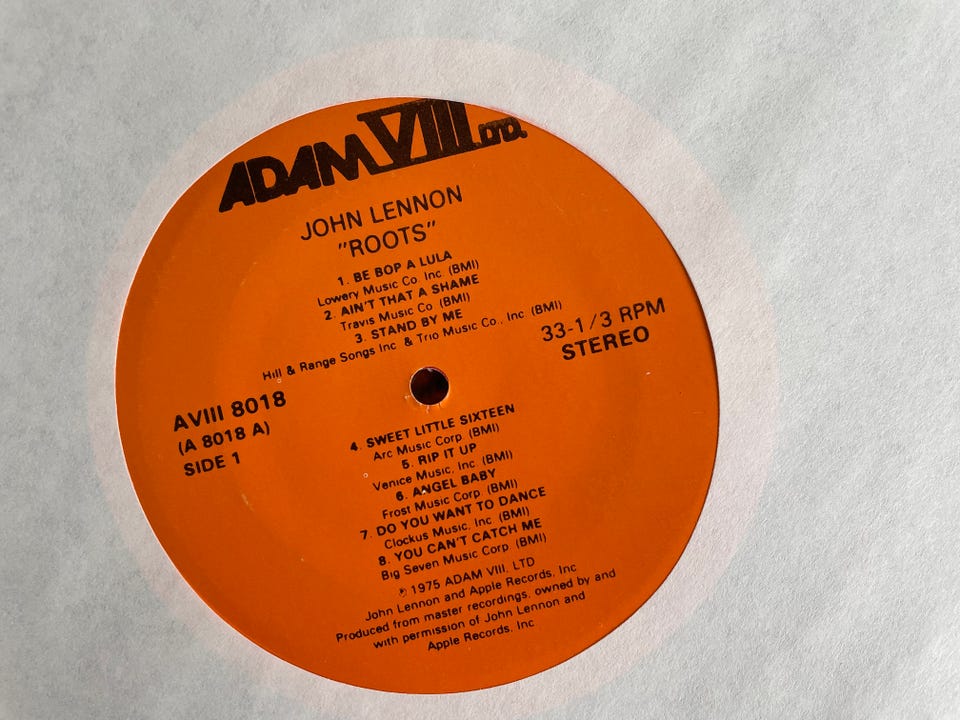 ADAM VIII LTD.
JOHN LENNON
"ROOTS"
1. BE BOP A LULA
Lowery Music Co. Inc. (BMI)
2. AIN'T THAT A SHAME
Travis Music Co. (BMI)
3. STAND BY ME
Hill & Range Songs Inc. & Trio Music Co., Inc. (BMI)
33-1/3 RPM
STEREO
AVIII 8018
(A 8018 A)
SIDE 1
4. SWEET LITTLE SIXTEEN
Arc Music Corp. (BMI)
5. RIP IT UP
Venice Music, Inc. (BMI)
6. ANGEL BABY
Frost Music Corp. (BMI)
7. DO YOU WANT TO DANCE
Clockus Music, Inc. (BMI)
8. YOU CAN'T CATCH ME
Big Seven Music Corp. (BMI)
℗ 1975 ADAM VIII, LTD
John Lennon and Apple Records, Inc
Produced from master recordings, owned by and
with permission of John Lennon and
Apple Records, Inc